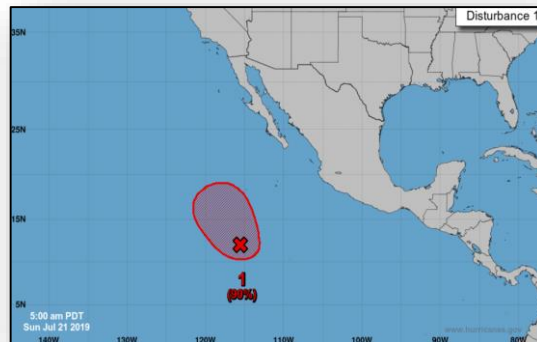 Disturbance 1
35N
25N
15N
1
5N
5:00 am PDT
Sun Jul 21 2019
www.hurricanes.gov
140W 130W 120W 110W 100W 90W 80W